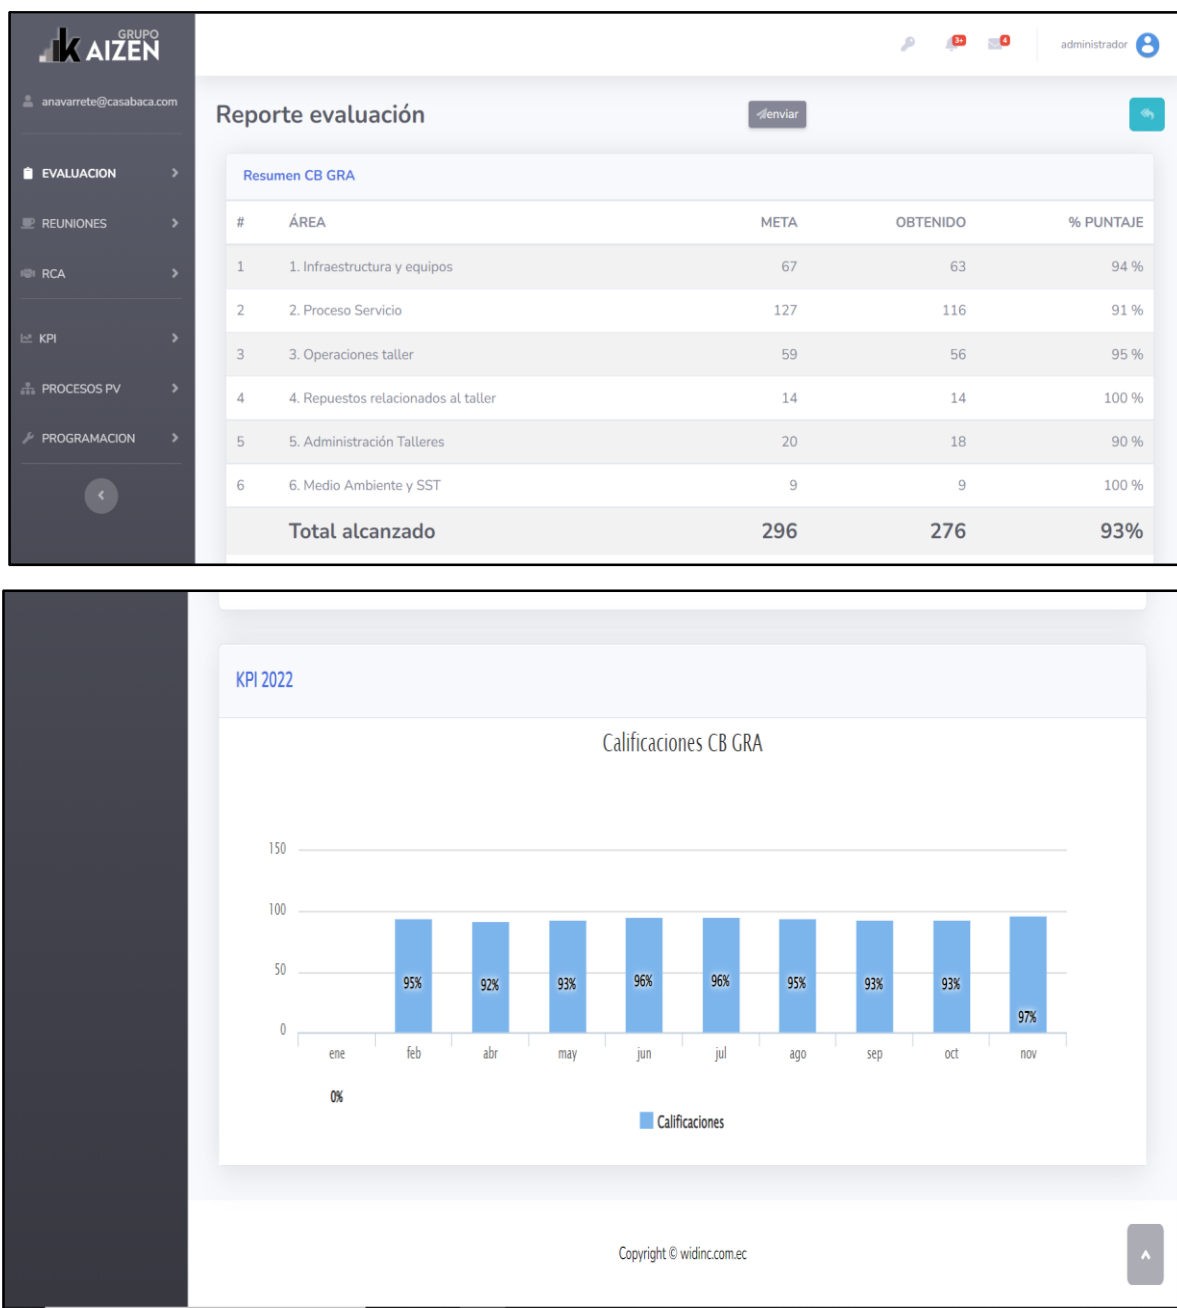 GRUPO
KAIZEN
3+
4
administrador
anavarrete@casabaca.com
Reporte evaluación
enviar
EVALUACION
REUNIONES
RCA
KPI
PROCESOS PV
PROGRAMACION
Resumen CB GRA
# ÁREA META OBTENIDO % PUNTAJE
1 1. Infraestructura y equipos 67 63 94 %
2 2. Proceso Servicio 127 116 91 %
3 3. Operaciones taller 59 56 95 %
4 4. Repuestos relacionados al taller 14 14 100 %
5 5. Administración Talleres 20 18 90 %
6 6. Medio Ambiente y SST 9 9 100 %
Total alcanzado 296 276 93%
KPI 2022
Calificaciones CB GRA
150
100
50
0
95% 92% 93% 96% 96% 95% 93% 93% 97%
ene feb abr may jun jul ago sep oct nov
0%
Calificaciones
Copyright © widinc.com.ec